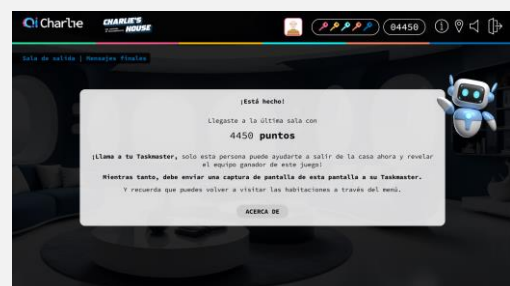 Charlie
CHARLIE'S
HOUSE
04450
Sala de salida | Mensajes finales
¡Está hecho!
Llegaste a la última sala con
4450 puntos
¡Llama a tu Taskmaster, solo esta persona puede ayudarte a salir de la casa ahora y revelar
el equipo ganador de este juego!
Mientras tanto, debe enviar una captura de pantalla de esta pantalla a su Taskmaster.
Y recuerda que puedes volver a visitar las habitaciones a través del menú.
ACERCA DE